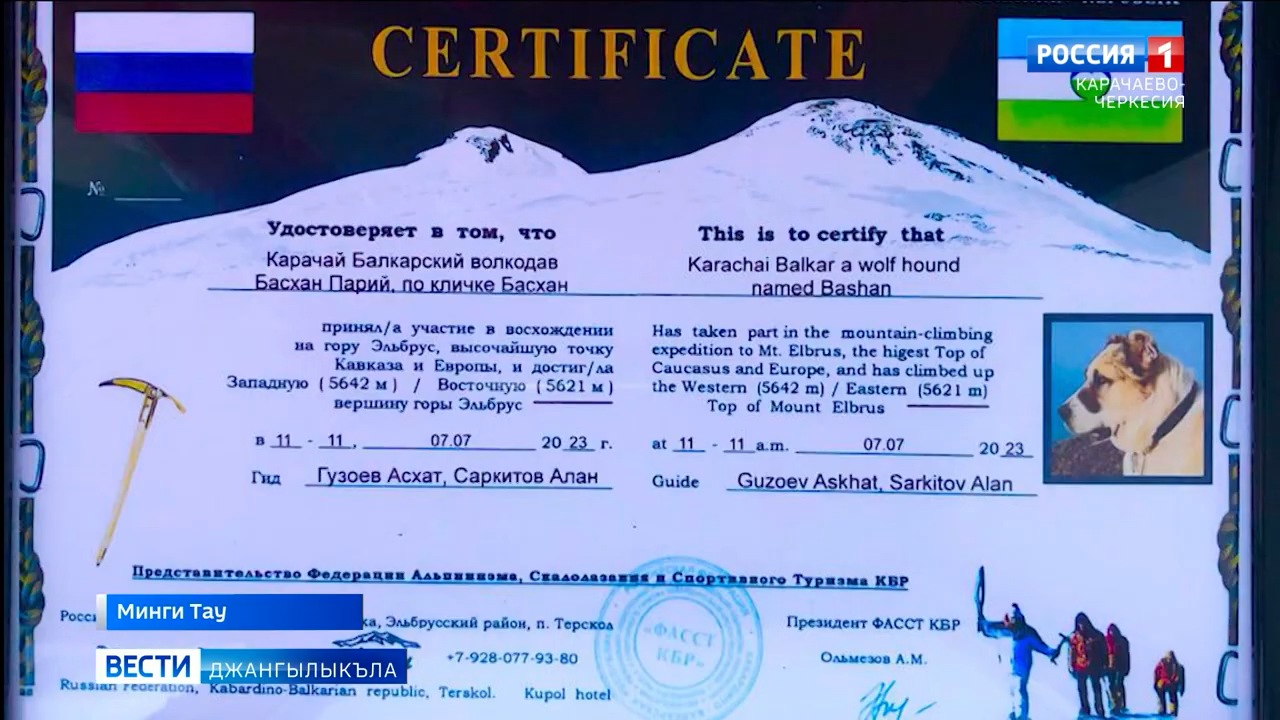 CERTIFICATE
РОССИЯ 1
КАРАЧАЕВО-
ЧЕРКЕСИЯ
№
Удостоверяет в том, что
Карачай Балкарский волкодав
Басхан Парий, по кличке Басхан
принял/а участие в восхождении
на гору Эльбрус, высочайшую точку
Кавказа и Европы, и достиг/ла
Западную (5642 м) / Восточную (5621 м)
вершину горы Эльбрус
в 11 - 11, 07.07 2023 г.
Гид Гузоев Асхат, Саркитов Алан
This is to certify that
Karachai Balkar a wolf hound
named Bashan
Has taken part in the mountain-climbing
expedition to Mt. Elbrus, the higest Top of
Caucasus and Europe, and has climbed up
the Western (5642 m) / Eastern (5621 m)
Top of Mount Elbrus
at 11 - 11 a.m. 07.07 2023
Guide Guzoev Askhat, Sarkitov Alan
Представительство Федерации Альпинизма, Скалолазания и Спортивного Туризма КБР
Эльбрусский район, п. Терскол
+7-928-077-93-80
Russian Federation, Kabardino-Balkarian republic, Terskol. Kupol hotel
«ФАССТ
КБР»
Президент ФАССТ КБР
Ольмезов А.М.
Минги Тау
ВЕСТИ ДЖАНГЫЛЫКЪЛА